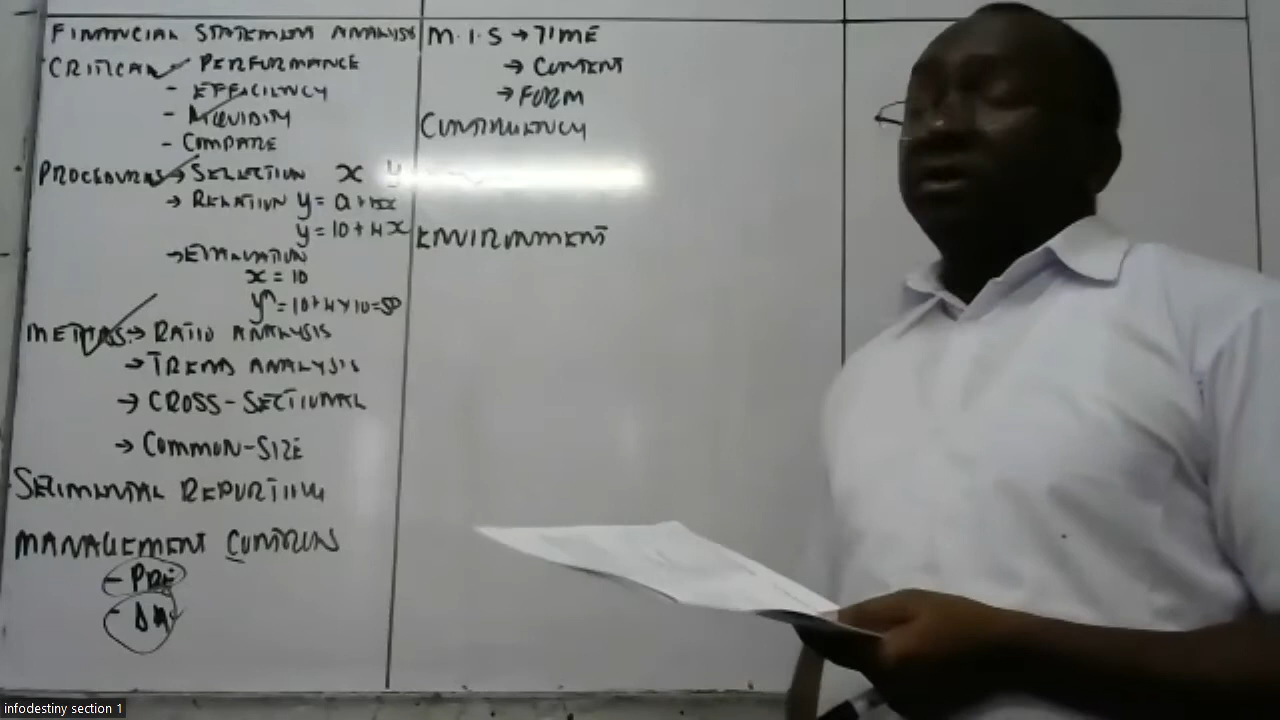 FINANCIAL STATEMENT ANALYSIS
CRITICAL PERFORMANCE
- EFFICIENCY
- LIQUIDITY
- COMPARE
PROCEDURES → SELECTION x y
→ RELATION y = a + bx
y = 10 + 4x
→ EVALUATION
x = 10
y = 10 + 4 x 10 = 50
→ RATIO ANALYSIS
→ TREND ANALYSIS
→ CROSS-SECTIONAL
→ COMMON-SIZE
SEGMENTAL REPORTING
MANAGEMENT CONTROL
- PRE
M.I.S → TIME
→ CONTENT
→ FORM
CONTINGENCY
ENVIRONMENT
infodestiny section 1